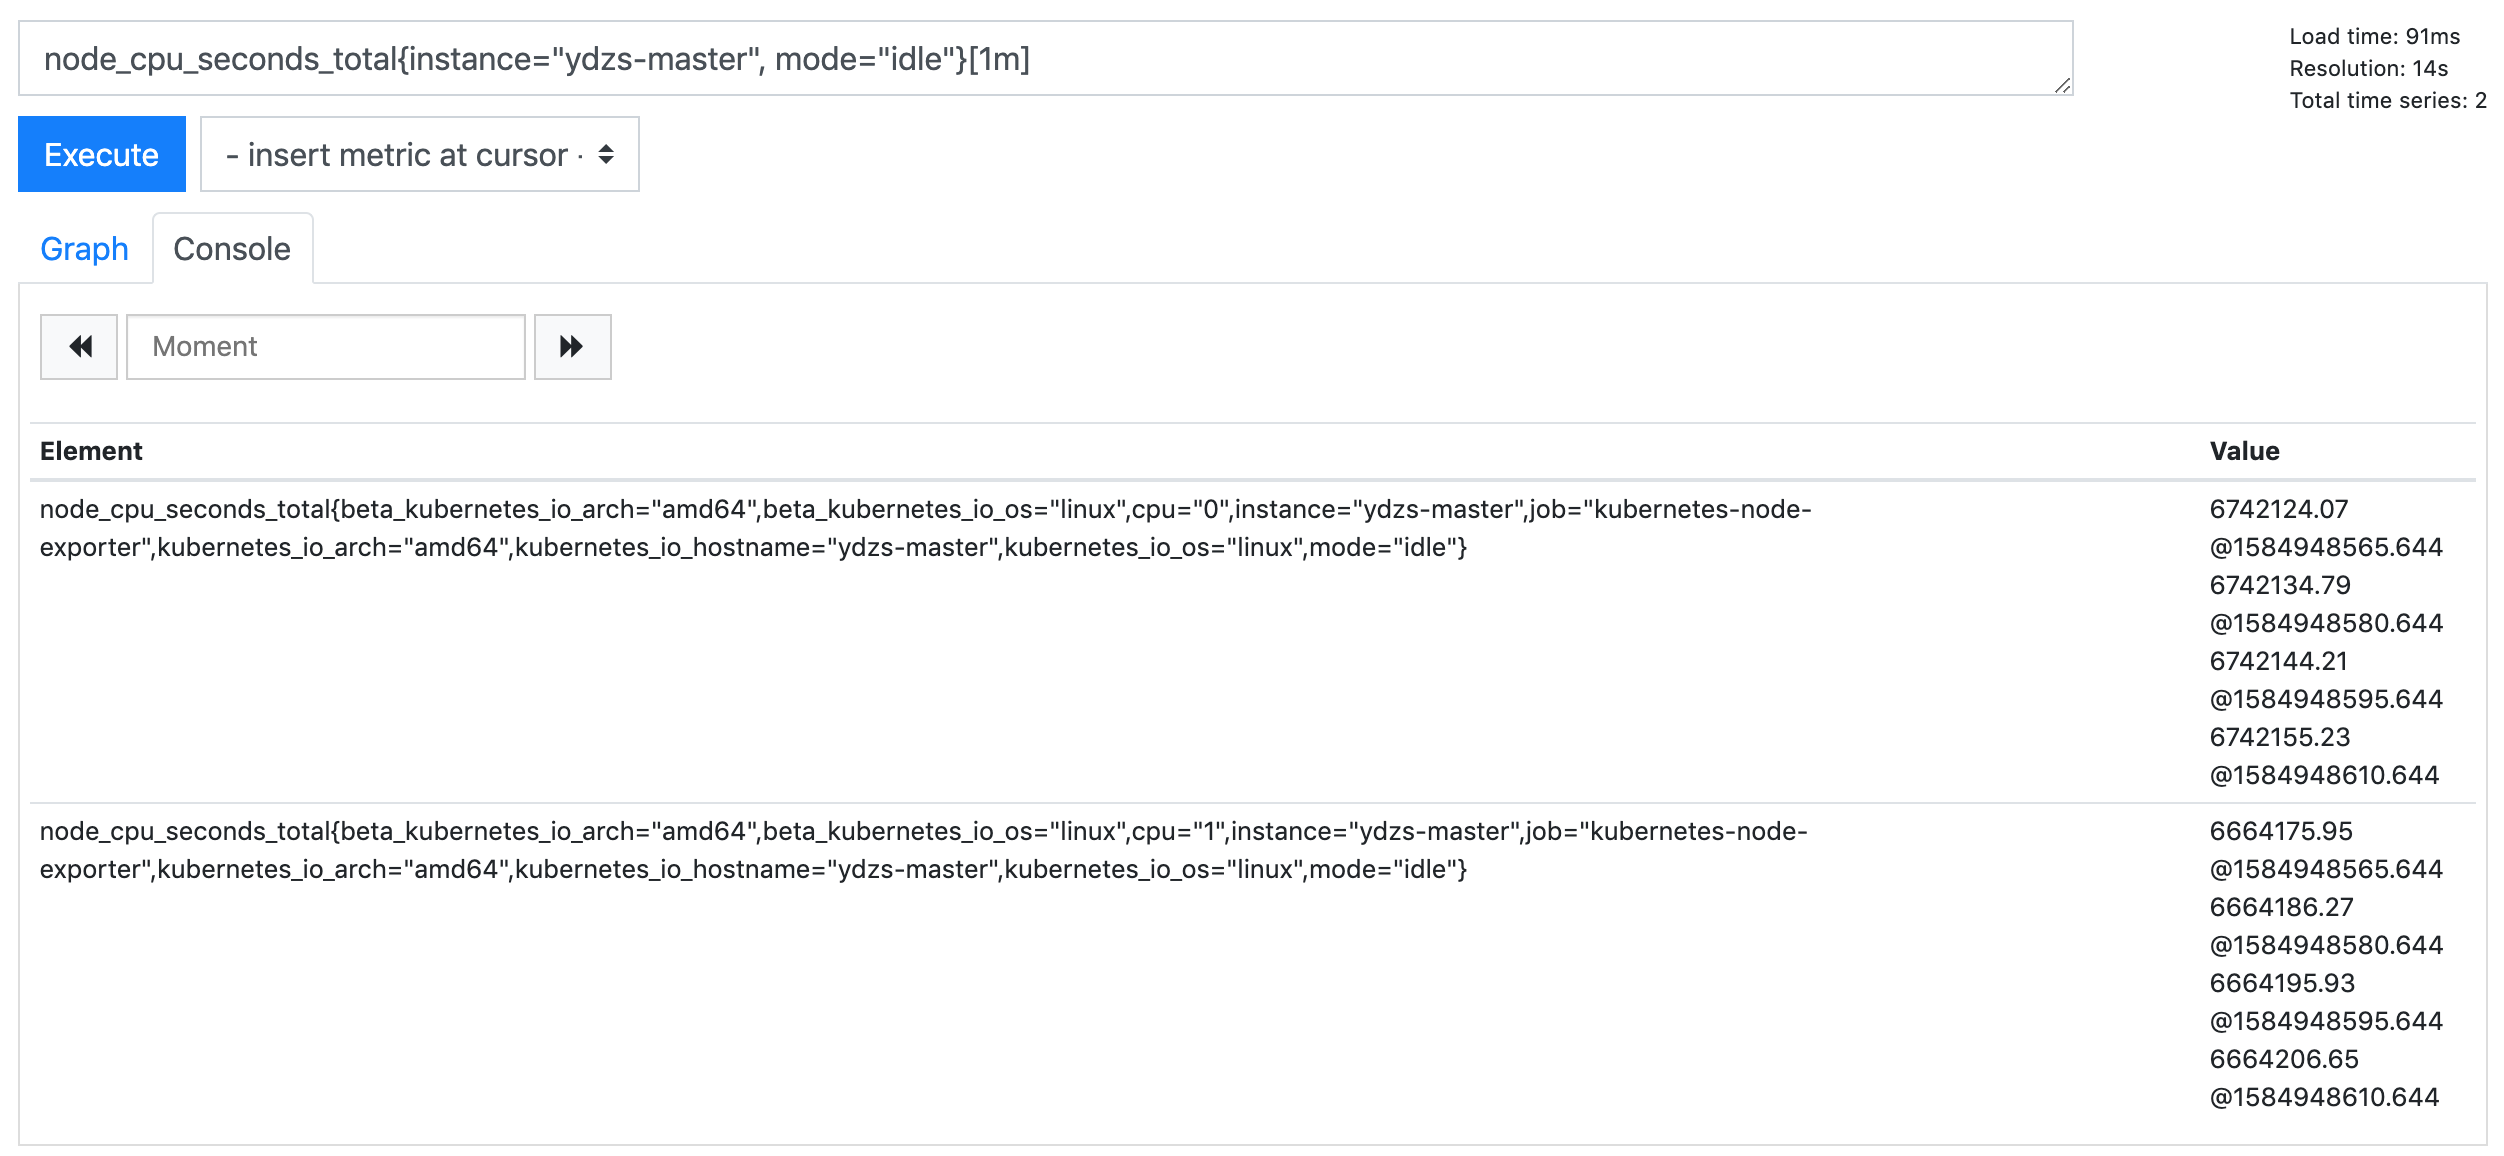 node_cpu_seconds_total{instance="ydzs-master", mode="idle"}[1m]
Load time: 91ms
Resolution: 14s
Total time series: 2
Execute
- insert metric at cursor -
Graph
Console
Moment
Element
Value
node_cpu_seconds_total{beta_kubernetes_io_arch="amd64",beta_kubernetes_io_os="linux",cpu="0",instance="ydzs-master",job="kubernetes-node-
exporter",kubernetes_io_arch="amd64",kubernetes_io_hostname="ydzs-master",kubernetes_io_os="linux",mode="idle"}
6742124.07
@1584948565.644
6742134.79
@1584948580.644
6742144.21
@1584948595.644
6742155.23
@1584948610.644
node_cpu_seconds_total{beta_kubernetes_io_arch="amd64",beta_kubernetes_io_os="linux",cpu="1",instance="ydzs-master",job="kubernetes-node-
exporter",kubernetes_io_arch="amd64",kubernetes_io_hostname="ydzs-master",kubernetes_io_os="linux",mode="idle"}
6664175.95
@1584948565.644
6664186.27
@1584948580.644
6664195.93
@1584948595.644
6664206.65
@1584948610.644